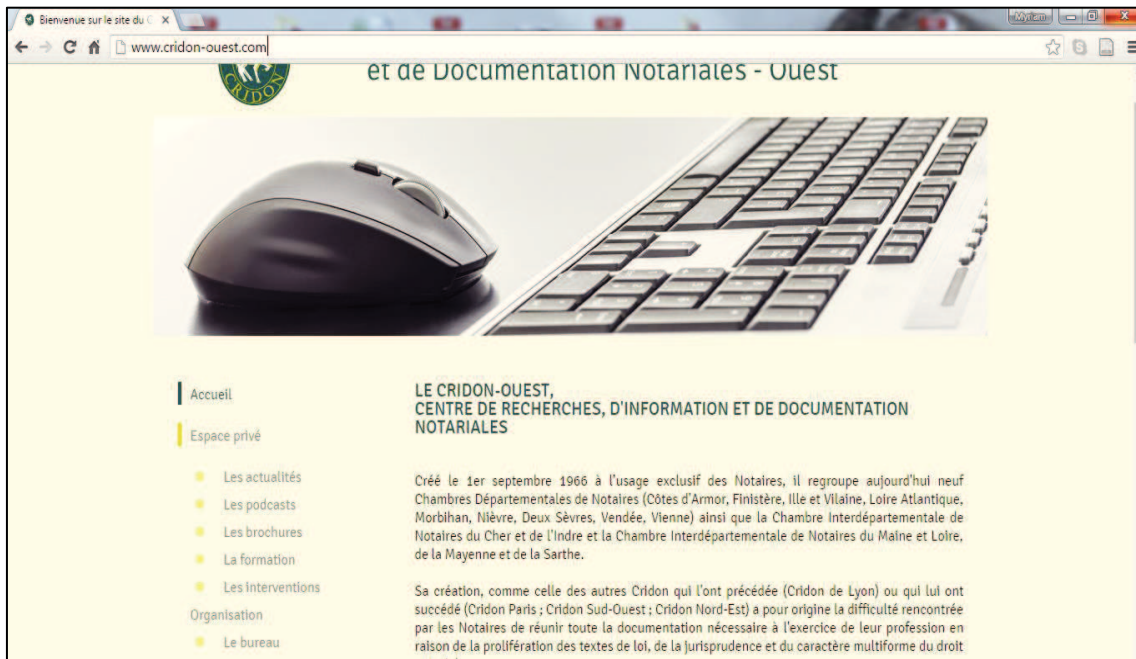 Bienvenue sur le site du C
Myriam
www.cridon-ouest.com
CRIDON
et de Documentation Notariales - Ouest
Accueil
Espace privé
Les actualités
Les podcasts
Les brochures
La formation
Les interventions
Organisation
Le bureau
LE CRIDON-OUEST,
CENTRE DE RECHERCHES, D'INFORMATION ET DE DOCUMENTATION
NOTARIALES
Créé le 1er septembre 1966 à l'usage exclusif des Notaires, il regroupe aujourd'hui neuf
Chambres Départementales de Notaires (Côtes d'Armor, Finistère, Ille et Vilaine, Loire Atlantique,
Morbihan, Nièvre, Deux Sèvres, Vendée, Vienne) ainsi que la Chambre Interdépartementale de
Notaires du Cher et de l'Indre et la Chambre Interdépartementale de Notaires du Maine et Loire,
de la Mayenne et de la Sarthe.
Sa création, comme celle des autres Cridon qui l'ont précédée (Cridon de Lyon) ou qui lui ont
succédé (Cridon Paris ; Cridon Sud-Ouest ; Cridon Nord-Est) a pour origine la difficulté rencontrée
par les Notaires de réunir toute la documentation nécessaire à l'exercice de leur profession en
raison de la prolifération des textes de loi, de la jurisprudence et du caractère multiforme du droit